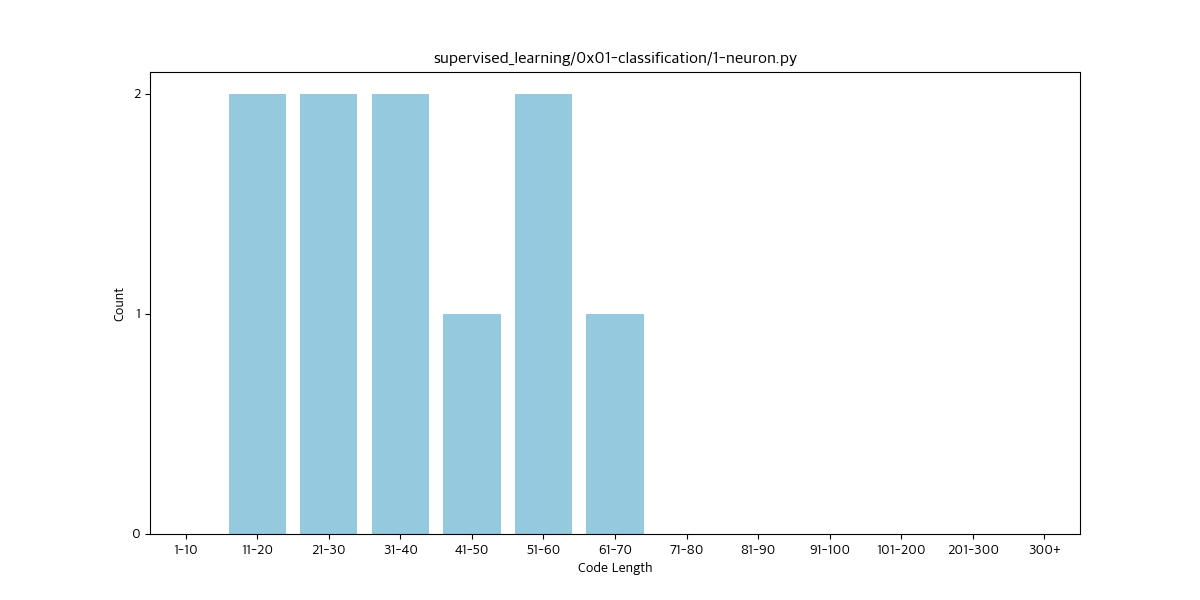 supervised_learning/0x01-classification/1-neuron.py
2
1
0
Count
1-10 11-20 21-30 31-40 41-50 51-60 61-70 71-80 81-90 91-100 101-200 201-300 300+
Code Length